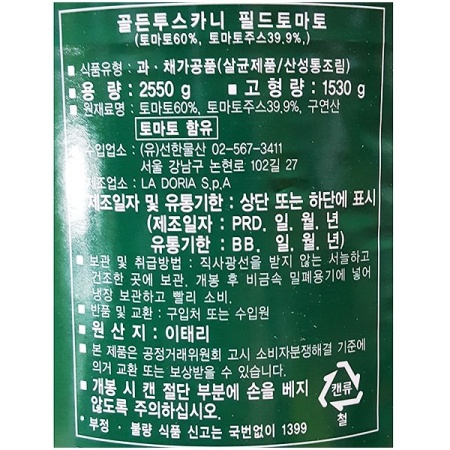 골든투스카니 필드토마토
(토마토60%, 토마토주스39.9%,)
■ 식품유형 : 과 · 채가공품(살균제품/산성통조림)
■ 용 량 : 2550 g ■ 고 형 량 : 1530 g
■ 원재료명 : 토마토60%, 토마토주스39.9%, 구연산
토마토 함유
수입업소 : (유)선한물산 02-567-3411
서울 강남구 논현로 102길 27
제조업소 : LA DORIA S.p.A
제조일자 및 유통기한 : 상단 또는 하단에 표시
(제조일자 : PRD. 일. 월. 년
유통기한 : BB. 일. 월. 년)
■ 보관 및 취급방법 : 직사광선을 받지 않는 서늘하고
건조한 곳에 보관. 개봉 후 비금속 밀폐용기에 넣어
냉장 보관하고 빨리 소비.
■ 반품 및 교환 : 구입처 또는 수입원
■ 원 산 지 : 이태리
■ 본 제품은 공정거래위원회 고시 소비자분쟁해결 기준에
의거 교환 또는 보상받을 수 있습니다.
■ 개봉 시 캔 절단 부분에 손을 베지
않도록 주의하십시오.
캔류
철
· 부정 · 불량 식품 신고는 국번없이 1399